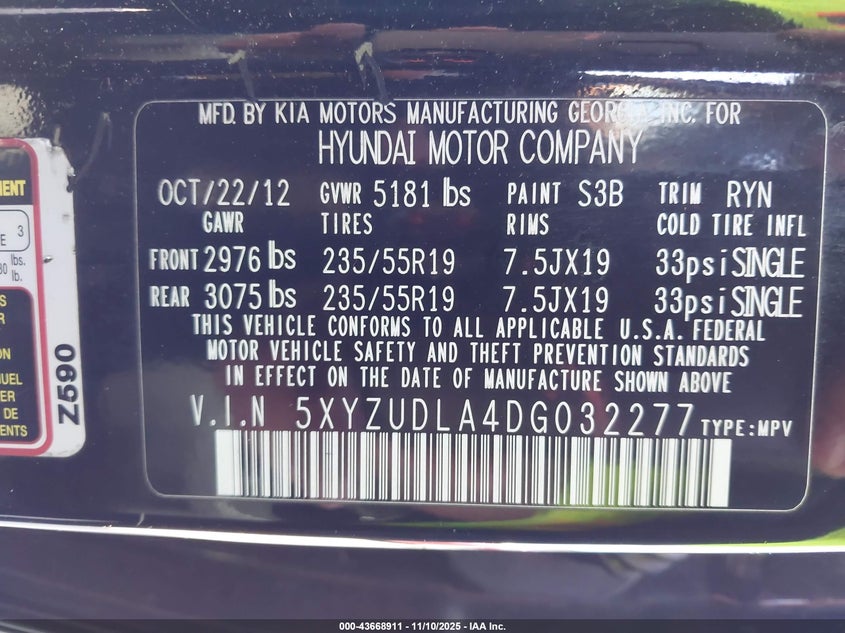 MFD. BY KIA MOTORS MANUFACTURING GEORGIA, INC. FOR
HYUNDAI MOTOR COMPANY
OCT/22/12 GVWR 5181 lbs PAINT S3B TRIM RYN
GAWR TIRES RIMS COLD TIRE INFL
FRONT 2976 lbs 235/55R19 7.5JX19 33psi SINGLE
REAR 3075 lbs 235/55R19 7.5JX19 33psi SINGLE
THIS VEHICLE CONFORMS TO ALL APPLICABLE U.S.A. FEDERAL
MOTOR VEHICLE SAFETY AND THEFT PREVENTION STANDARDS
IN EFFECT ON THE DATE OF MANUFACTURE SHOWN ABOVE
V.I.N 5XYZUDLA4DG032277 TYPE:MPV
3
lbs.
lb.
Z590
000-43668911 — 11/10/2025 — IAA Inc.